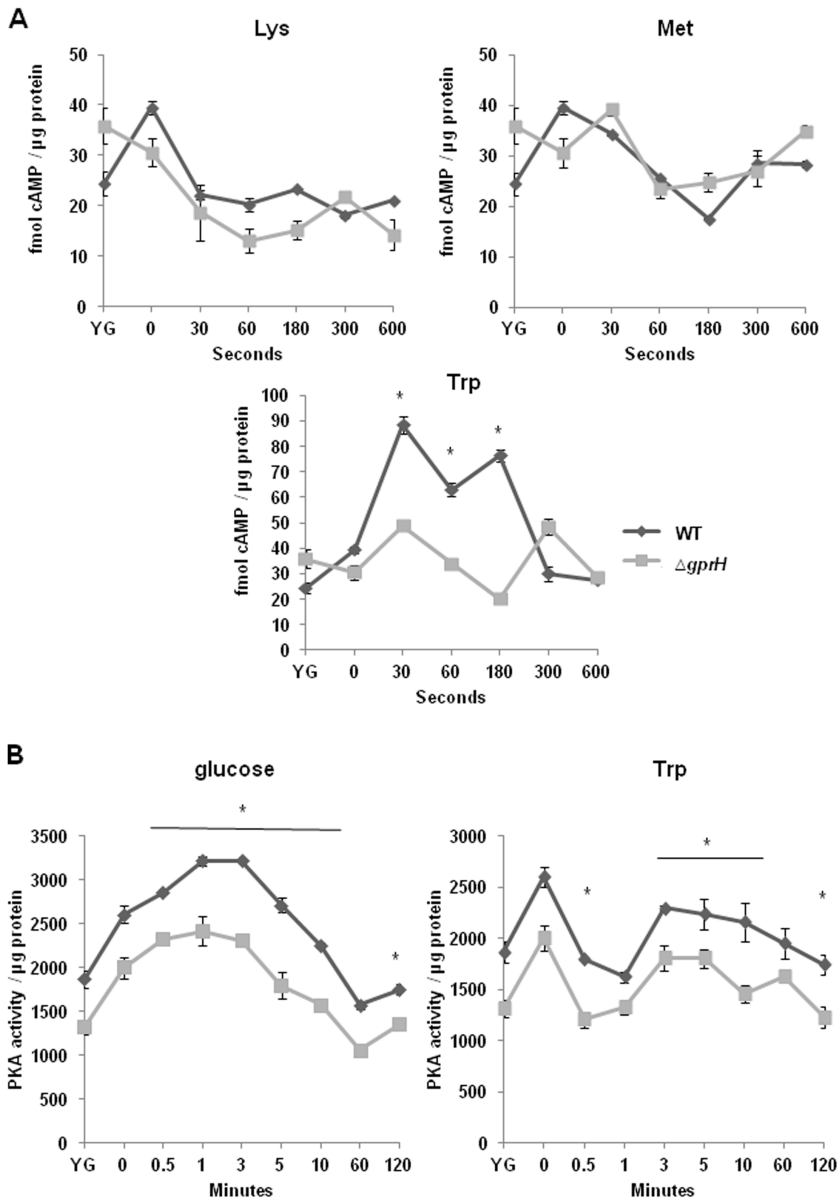 A
Lys
Met
fmol cAMP / µg protein
50
40
30
20
10
0
YG 0 30 60 180 300 600
Seconds
fmol cAMP / µg protein
50
40
30
20
10
0
YG 0 30 60 180 300 600
Seconds
Trp
fmol cAMP / µg protein
100
90
80
70
60
50
40
30
20
10
0
* * *
YG 0 30 60 180 300 600
Seconds
WT
ΔgprH
B
glucose
PKA activity / µg protein
3500
3000
2500
2000
1500
1000
500
0
* *
YG 0 0.5 1 3 5 10 60 120
Minutes
Trp
PKA activity / µg protein
3000
2500
2000
1500
1000
500
0
* * *
YG 0 0.5 1 3 5 10 60 120
Minutes